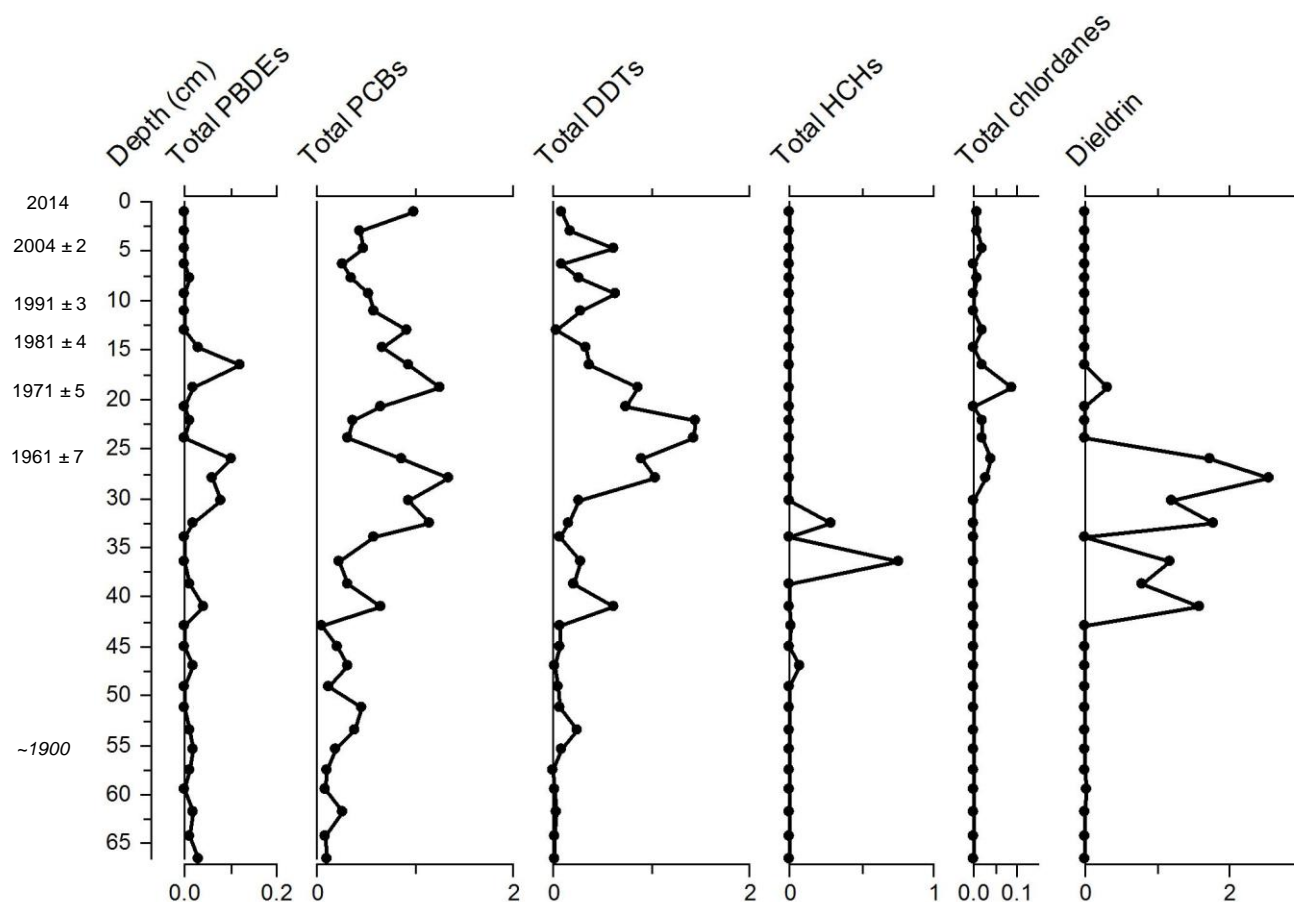 Depth (cm)
Total PBDEs
Total PCBs
Total DDTs
Total HCHs
Total chlordanes
Dieldrin
2014
2004 ± 2
1991 ± 3
1981 ± 4
1971 ± 5
1961 ± 7
~1900
0
5
10
15
20
25
30
35
40
45
50
55
60
65
0.0 0.2
0 2
0 2
0 1
0.0 0.1
0 2